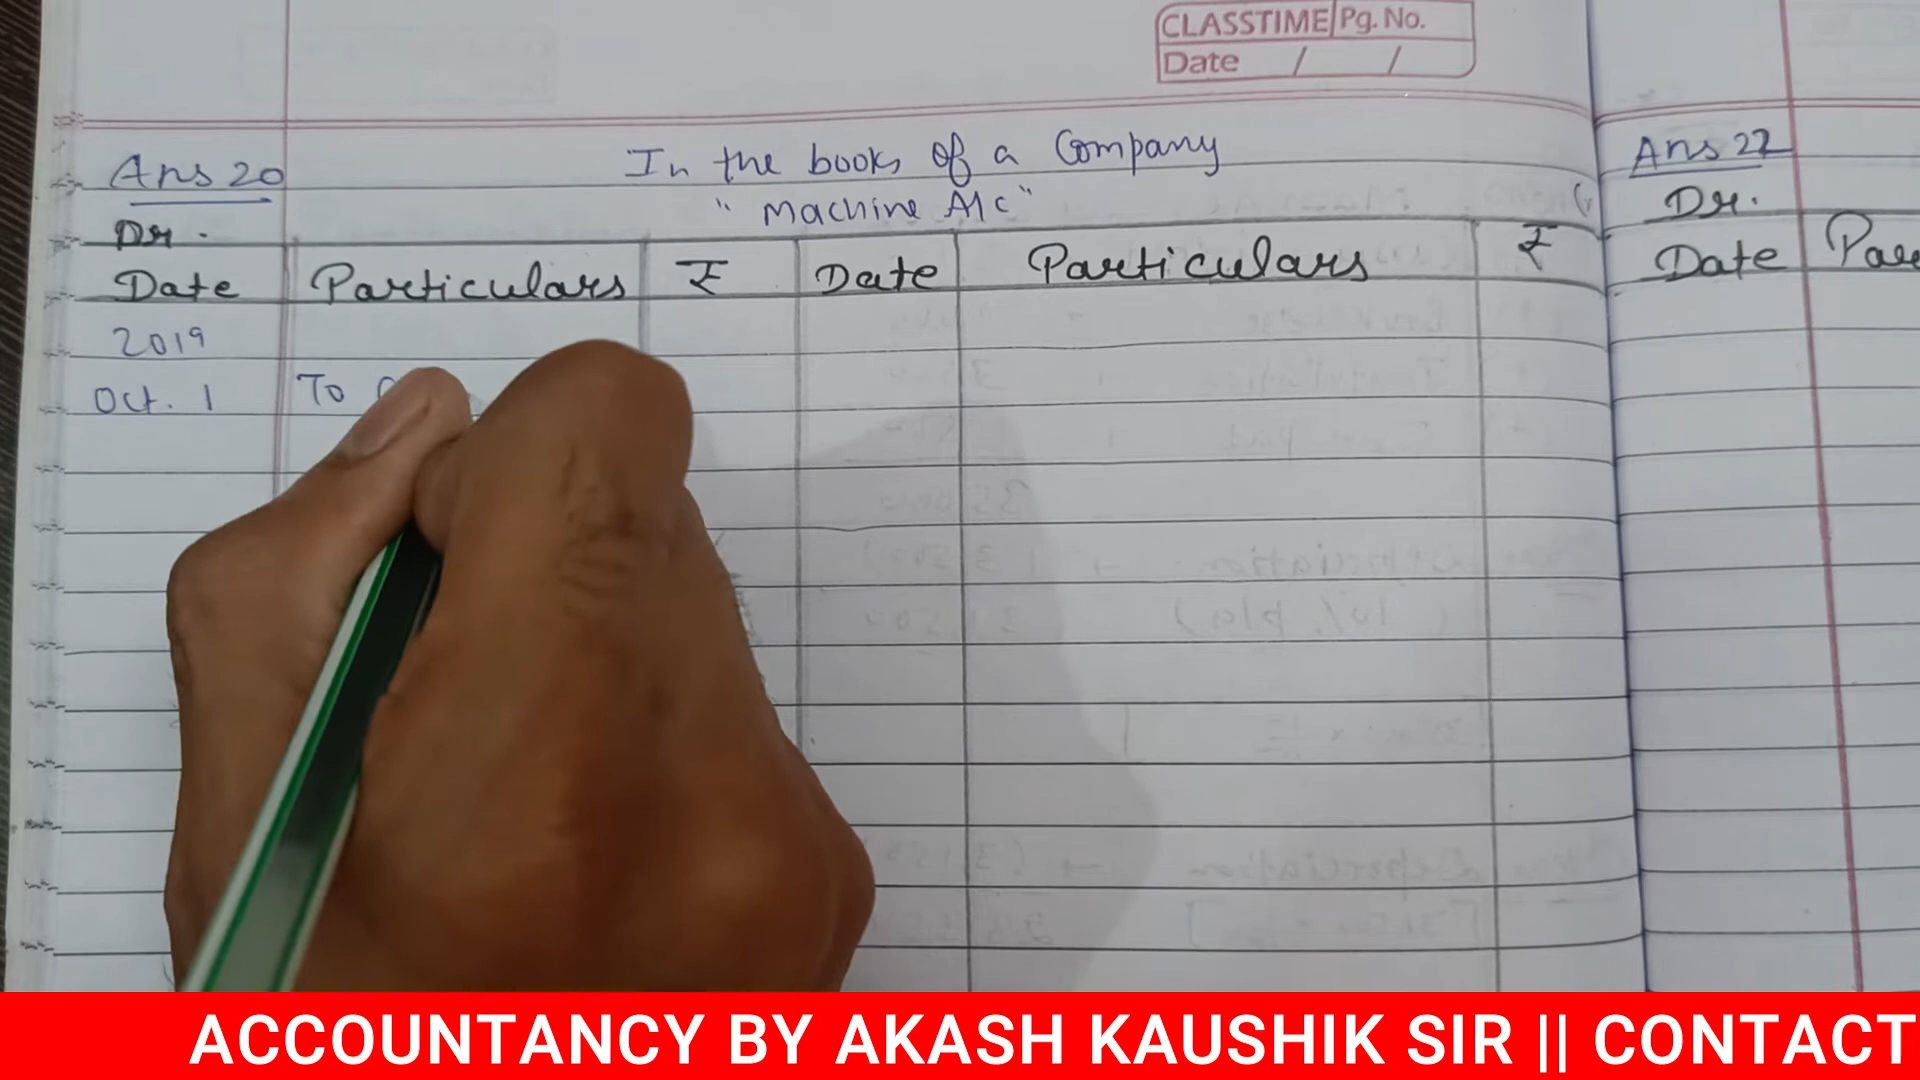 CLASSTIME Pg. No.
Date / /
Ans 20 In the books of a Company
"Machine A/c"
Dr.
Date Particulars ₹ Date Particulars ₹
2019
Oct. 1 To
Ans 22
Dr.
Date
ACCOUNTANCY BY AKASH KAUSHIK SIR || CONTACT